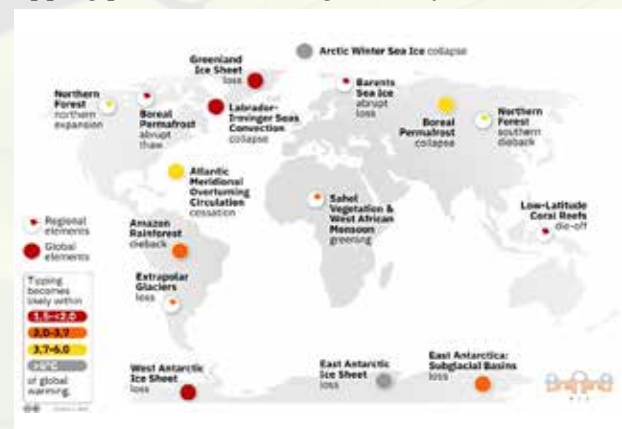 Arctic Winter Sea Ice collapse
Greenland
Ice Sheet
loss
Barents
Sea Ice
abrupt
loss
Northern
Forest
northern
expansion
Boreal
Permafrost
abrupt
thaw
Labrador-
Irminger Seas
Convection
collapse
Boreal
Permafrost
collapse
Northern
Forest
southern
dieback
Atlantic
Meridional
Overturning
Circulation
cessation
Sahel
Vegetation &
West African
Monsoon
greening
Low-Latitude
Coral Reefs
die-off
Regional
elements
Global
elements
Amazon
Rainforest
dieback
Extrapolar
Glaciers
loss
Tipping
becomes
likely within
1,5-<2,0
2,0-3,7
3,7-6,0
>6°C
of global
warming.
West Antarctic
Ice Sheet
loss
East Antarctic
Ice Sheet
loss
East Antarctica:
Subglacial Basins
loss